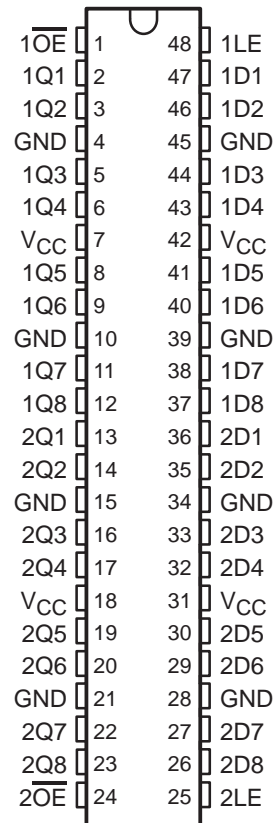 1O̅E̅ 1 48 1LE
1Q1 2 47 1D1
1Q2 3 46 1D2
GND 4 45 GND
1Q3 5 44 1D3
1Q4 6 43 1D4
VCC 7 42 VCC
1Q5 8 41 1D5
1Q6 9 40 1D6
GND 10 39 GND
1Q7 11 38 1D7
1Q8 12 37 1D8
2Q1 13 36 2D1
2Q2 14 35 2D2
GND 15 34 GND
2Q3 16 33 2D3
2Q4 17 32 2D4
VCC 18 31 VCC
2Q5 19 30 2D5
2Q6 20 29 2D6
GND 21 28 GND
2Q7 22 27 2D7
2Q8 23 26 2D8
2O̅E̅ 24 25 2LE